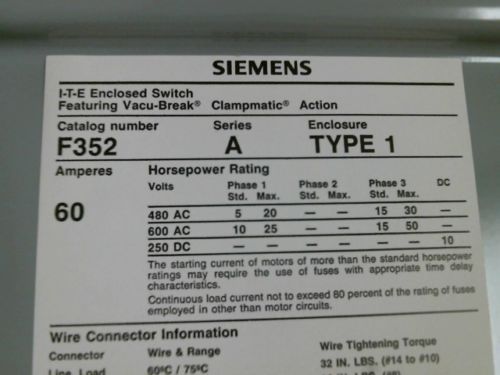 SIEMENS
I-T-E Enclosed Switch
Featuring Vacu-Break® Clampmatic® Action
Catalog number Series Enclosure
F352 A TYPE 1
Amperes Horsepower Rating
Volts Phase 1 Phase 2 Phase 3 DC
Std. Max. Std. Max. Std. Max.
60
480 AC 5 20 — — 15 30 —
600 AC 10 25 — — 15 50 —
250 DC — — — — — — 10
The starting current of motors of more than the standard horsepower
ratings may require the use of fuses with appropriate time delay
characteristics.
Continuous load current not to exceed 80 percent of the rating of fuses
employed in other than motor circuits.
Wire Connector Information
Connector Wire & Range Wire Tightening Torque
Line, Load 60°C / 75°C 32 IN. LBS. (#14 to #10)